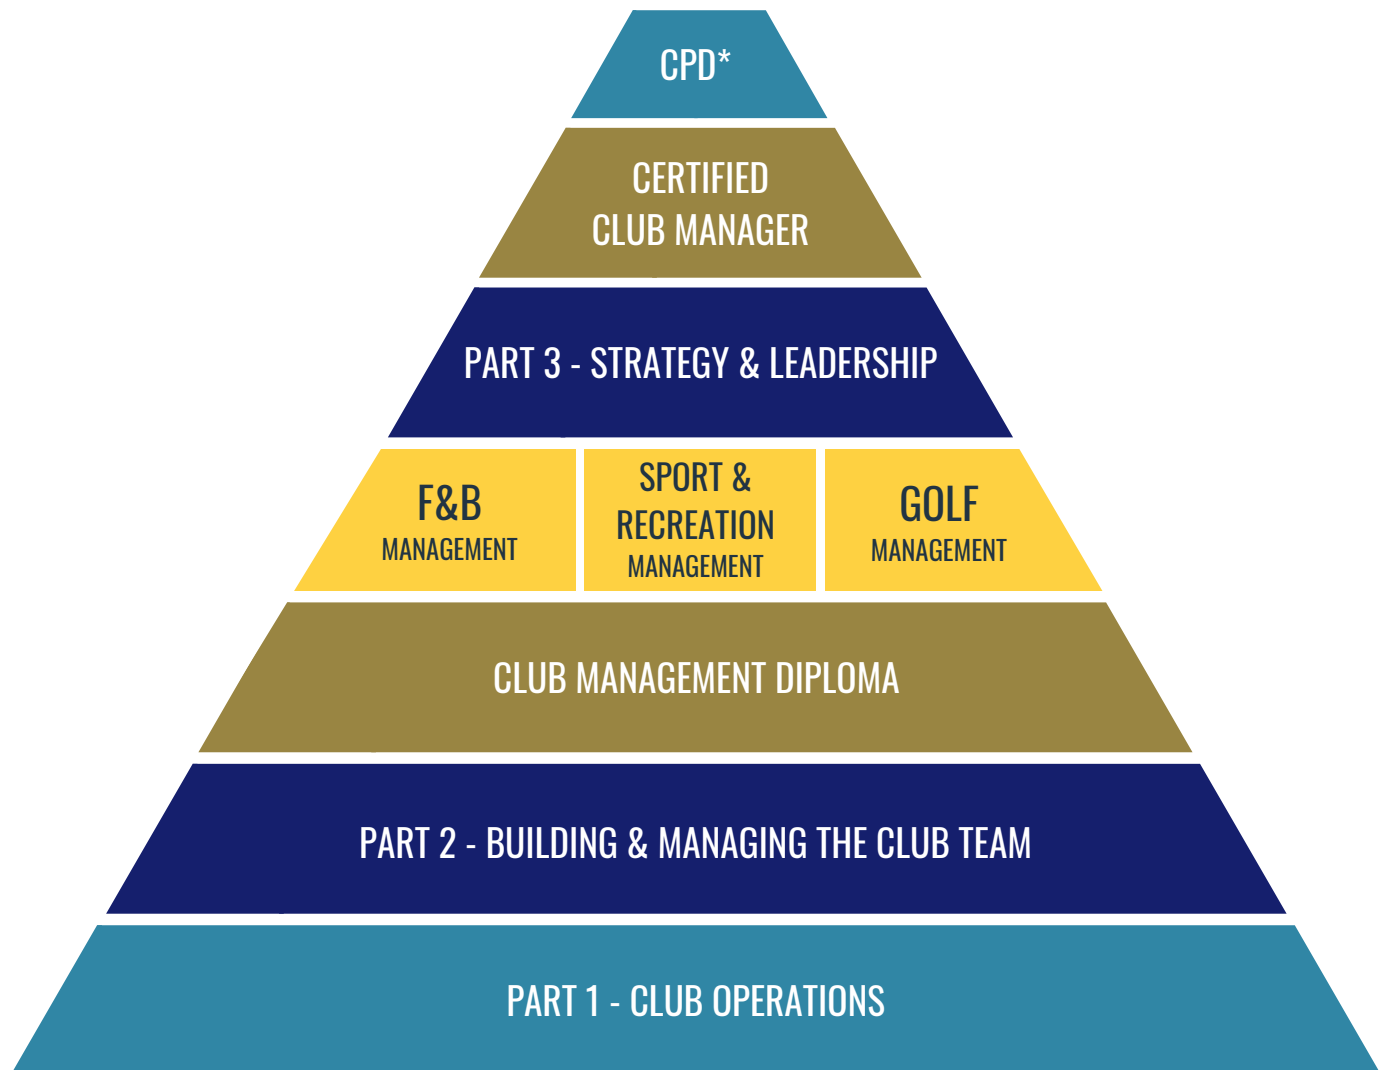 CPD*
CERTIFIED
CLUB MANAGER
PART 3 - STRATEGY & LEADERSHIP
F&B
MANAGEMENT
SPORT &
RECREATION
MANAGEMENT
GOLF
MANAGEMENT
CLUB MANAGEMENT DIPLOMA
PART 2 - BUILDING & MANAGING THE CLUB TEAM
PART 1 - CLUB OPERATIONS